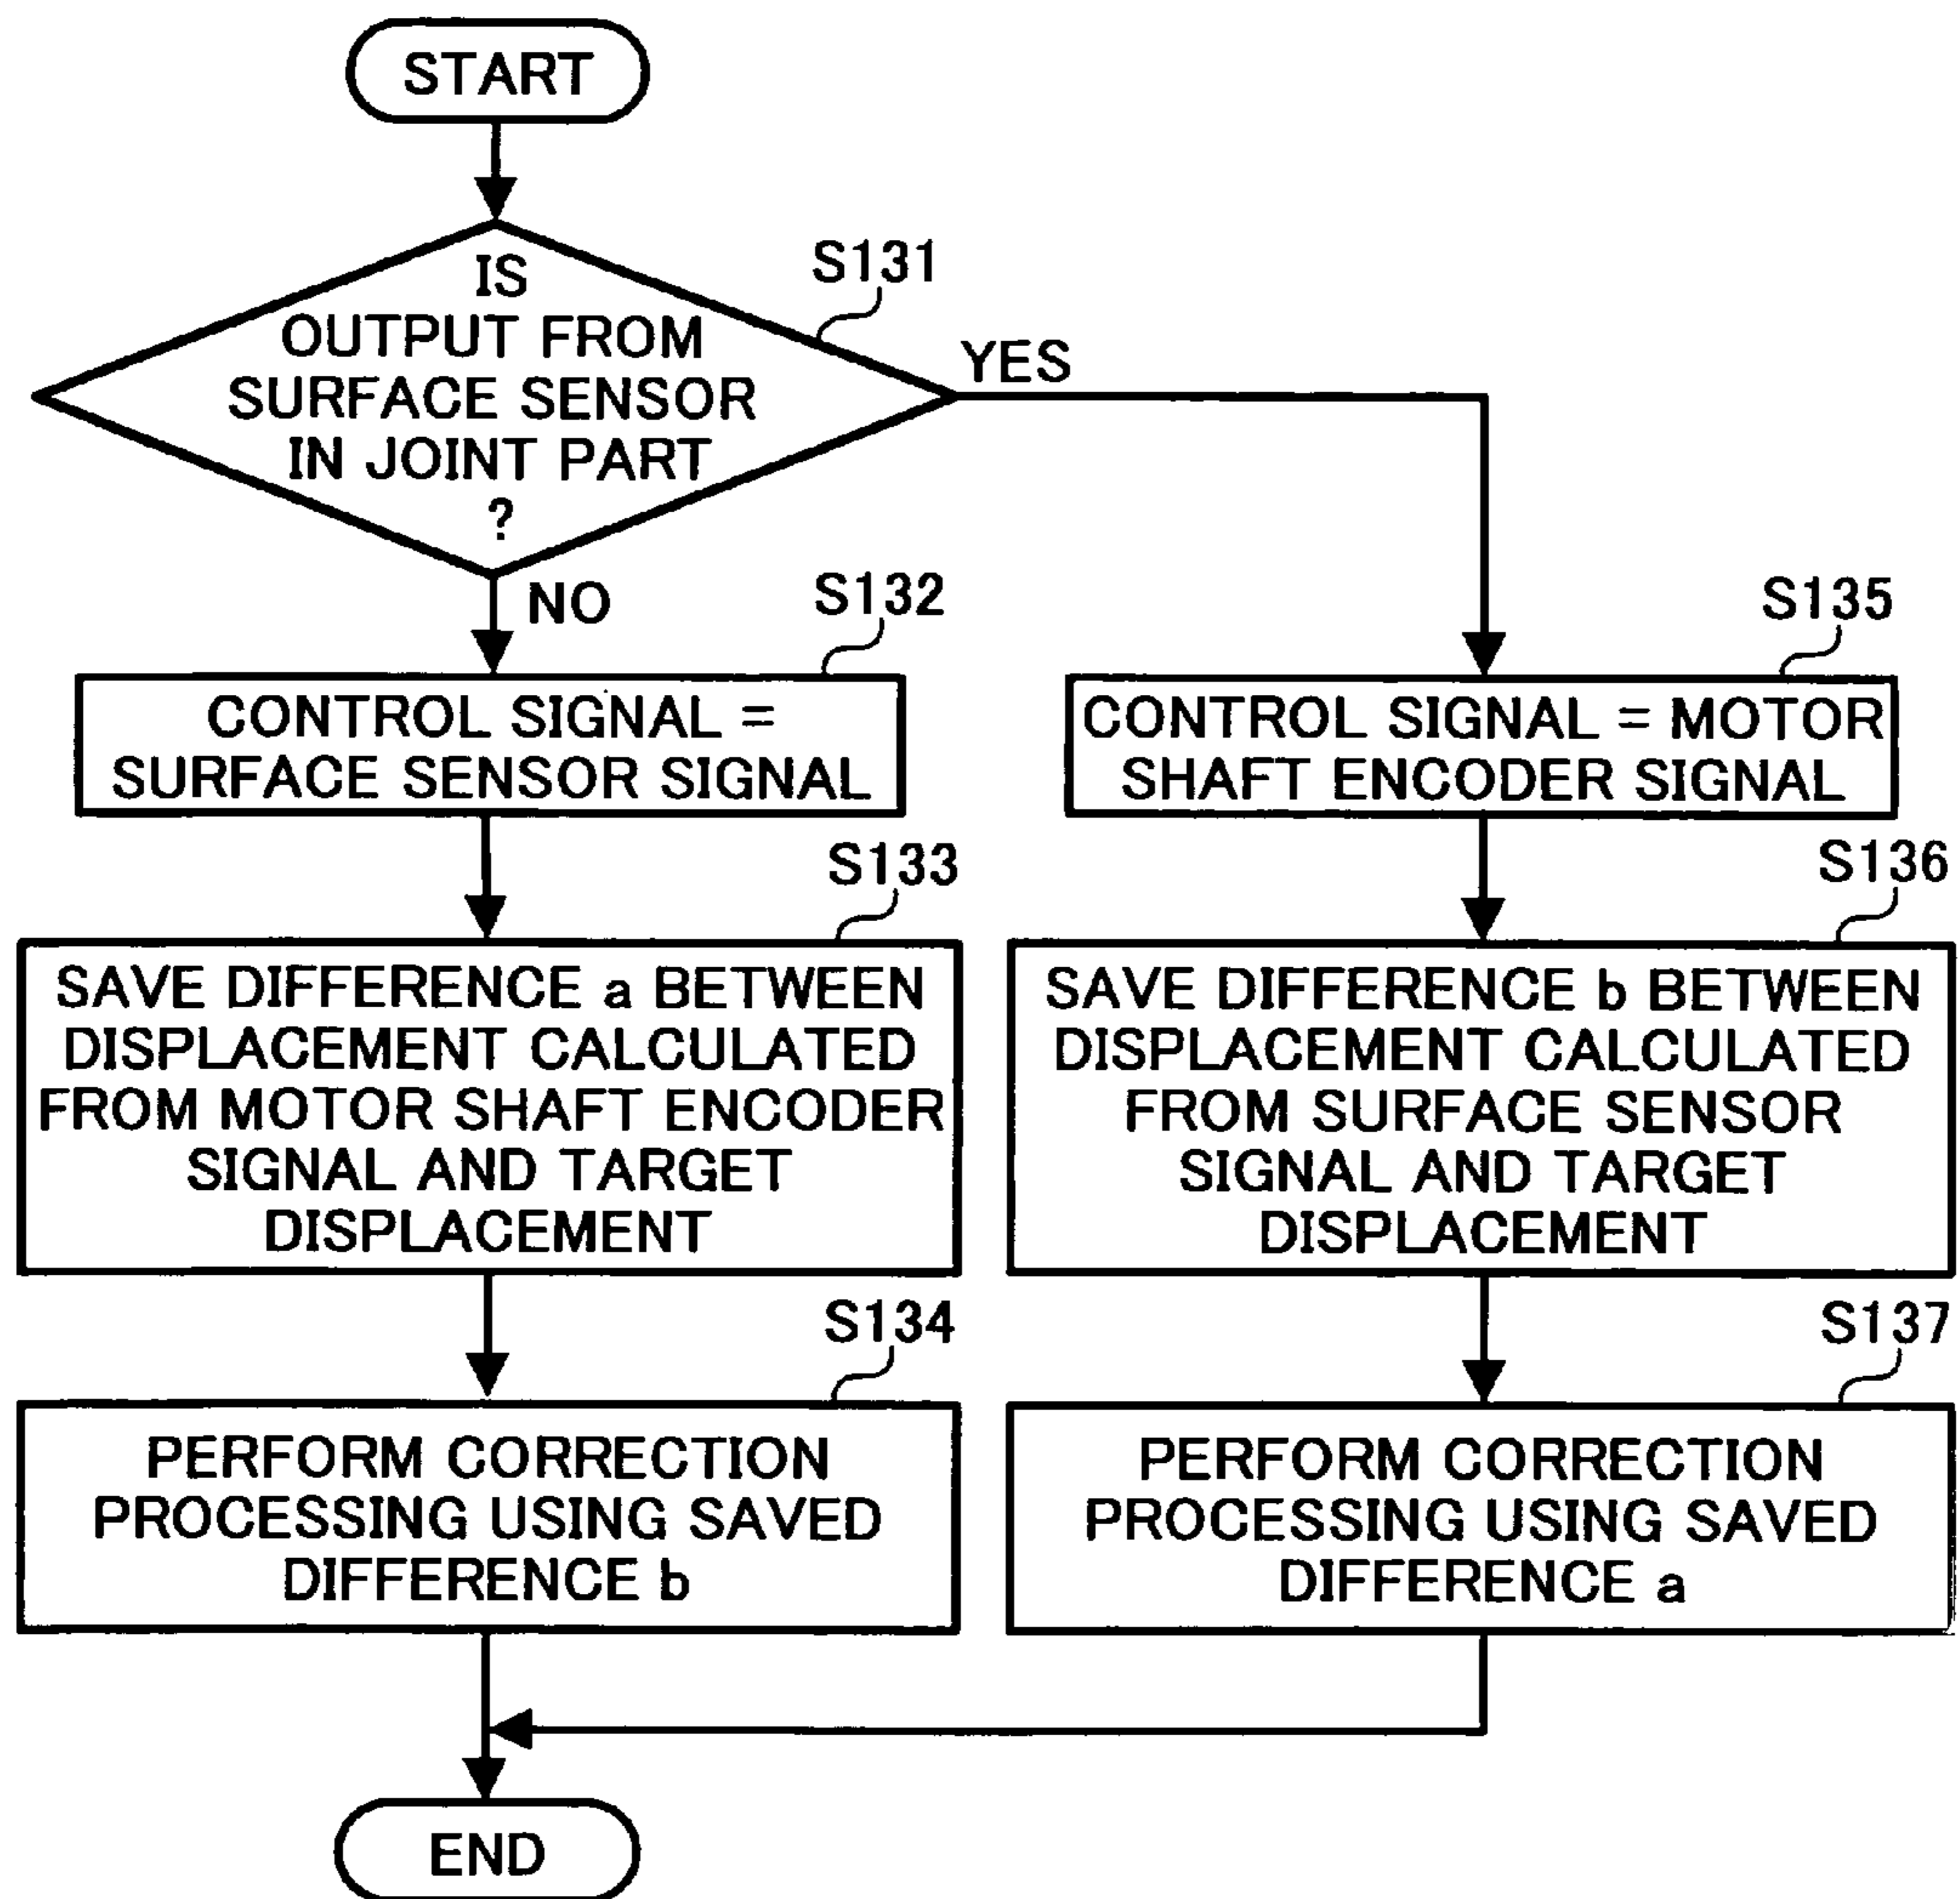 START
IS
OUTPUT FROM
SURFACE SENSOR
IN JOINT PART
?
S131
YES
NO
S132
CONTROL SIGNAL =
SURFACE SENSOR SIGNAL
S133
SAVE DIFFERENCE a BETWEEN
DISPLACEMENT CALCULATED
FROM MOTOR SHAFT ENCODER
SIGNAL AND TARGET
DISPLACEMENT
S134
PERFORM CORRECTION
PROCESSING USING SAVED
DIFFERENCE b
S135
CONTROL SIGNAL = MOTOR
SHAFT ENCODER SIGNAL
S136
SAVE DIFFERENCE b BETWEEN
DISPLACEMENT CALCULATED
FROM SURFACE SENSOR
SIGNAL AND TARGET
DISPLACEMENT
S137
PERFORM CORRECTION
PROCESSING USING SAVED
DIFFERENCE a
END